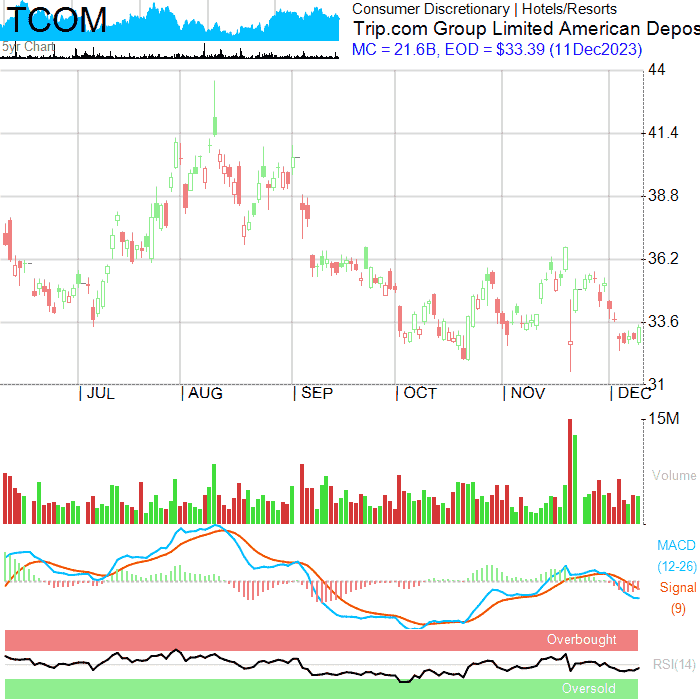 TCOM
5yr Chart
Consumer Discretionary | Hotels/Resorts
Trip.com Group Limited American Depos
MC = 21.6B, EOD = $33.39 (11Dec2023)
44
41.4
38.8
36.2
33.6
31
JUL AUG SEP OCT NOV DEC
15M
Volume
MACD
(12-26)
Signal
(9)
Overbought
RSI(14)
Oversold